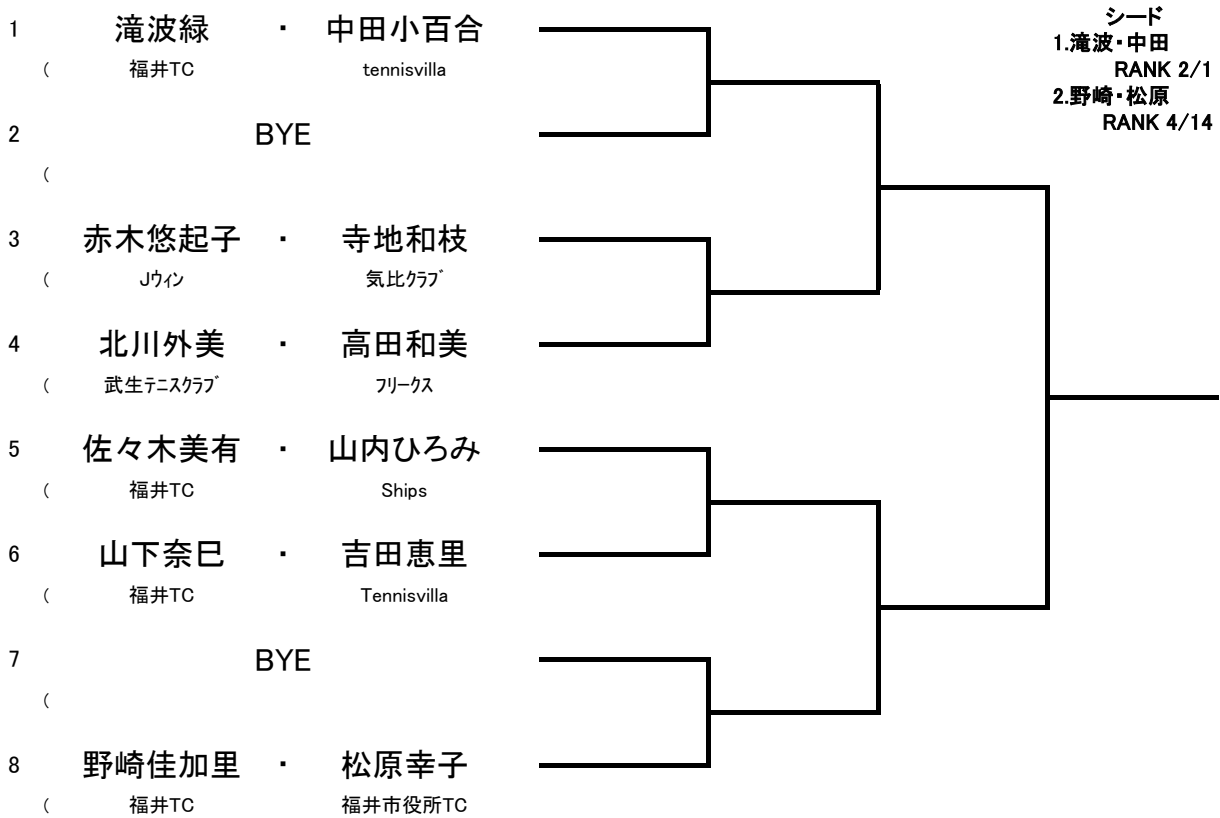 1 滝波緑 ・ 中田小百合
( 福井TC tennisvilla
2 BYE
(
3 赤木悠起子 ・ 寺地和枝
( Jウィン 気比ｸﾗﾌﾞ
4 北川外美 ・ 高田和美
( 武生ﾃﾆｽｸﾗﾌﾞ ﾌﾘｰｸｽ
5 佐々木美有 ・ 山内ひろみ
( 福井TC Ships
6 山下奈巳 ・ 吉田恵里
( 福井TC Tennisvilla
7 BYE
(
8 野崎佳加里 ・ 松原幸子
( 福井TC 福井市役所TC
シード
1.滝波・中田
RANK 2/1
2.野崎・松原
RANK 4/14